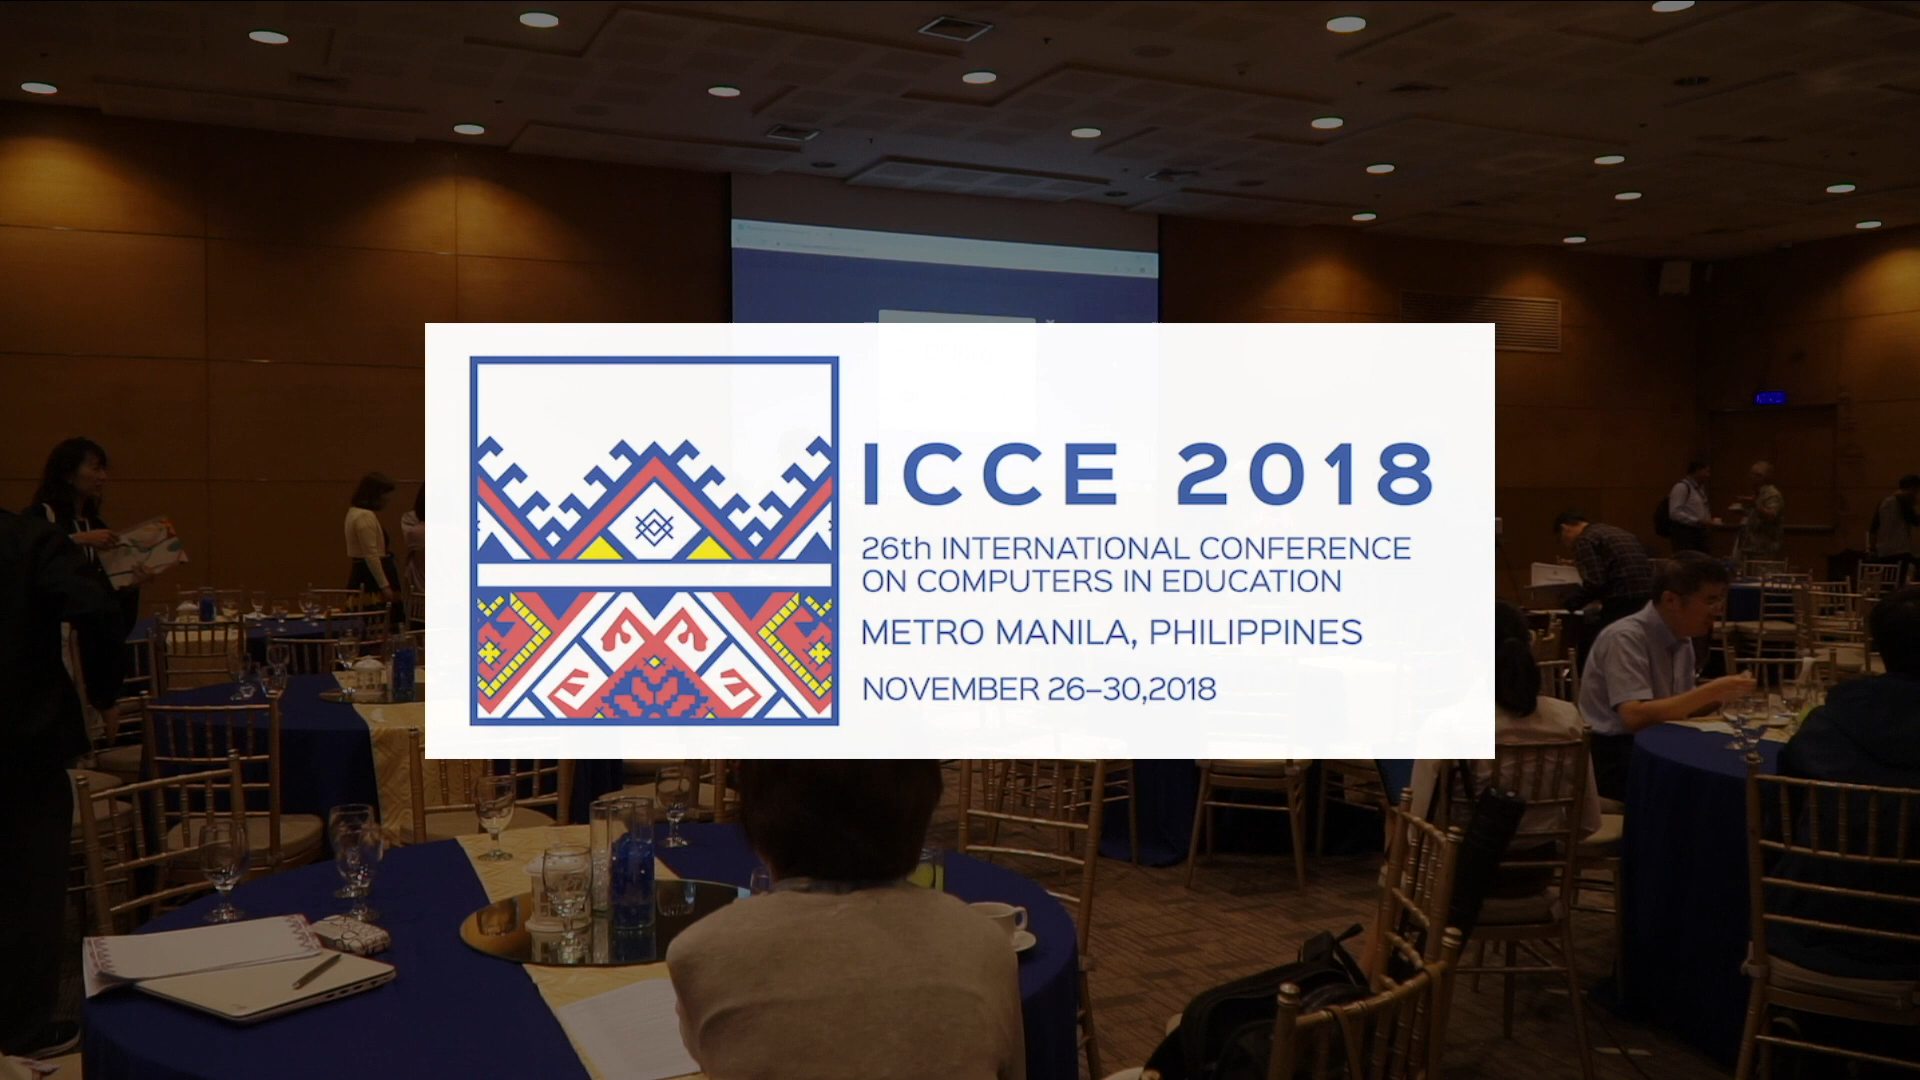 ICCE 2018
26th INTERNATIONAL CONFERENCE
ON COMPUTERS IN EDUCATION
METRO MANILA, PHILIPPINES
NOVEMBER 26–30,2018